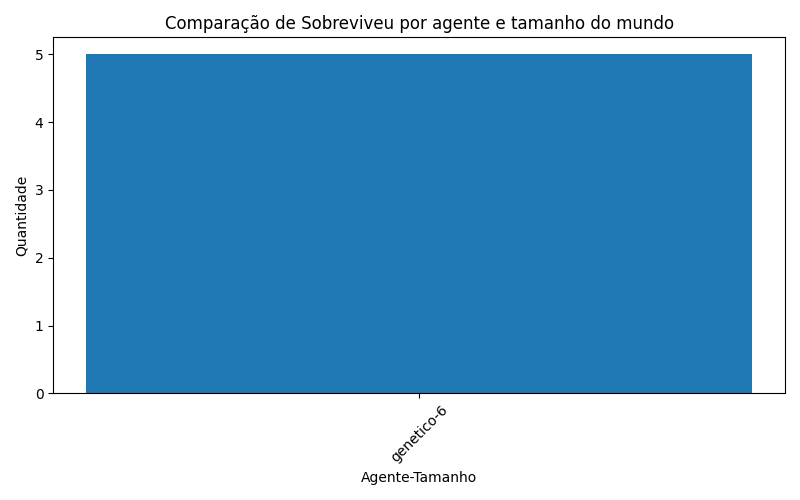 Comparação de Sobreviveu por agente e tamanho do mundo
Quantidade
5
4
3
2
1
0
genetico-6
Agente-Tamanho